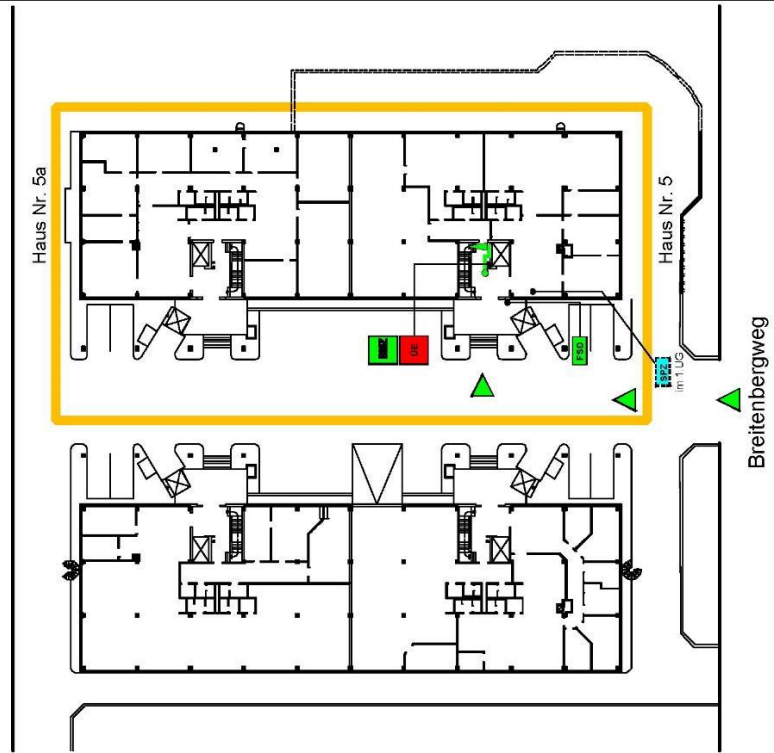 Haus Nr. 5a
Haus Nr. 5
ÜE
FSD
SPZ
im 1.UG
Breitenbergweg